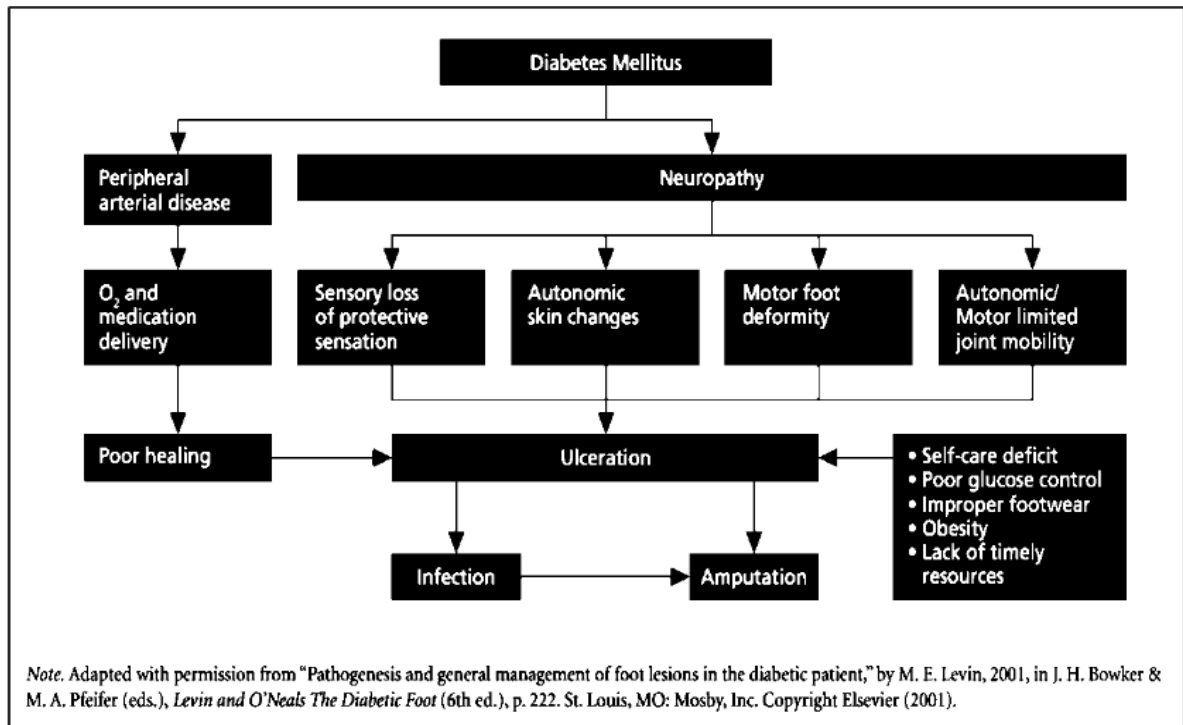 Diabetes Mellitus
Peripheral
arterial disease
Neuropathy
O₂ and
medication
delivery
Sensory loss
of protective
sensation
Autonomic
skin changes
Motor foot
deformity
Autonomic/
Motor limited
joint mobility
Poor healing
Ulceration
• Self-care deficit
• Poor glucose control
• Improper footwear
• Obesity
• Lack of timely
resources
Infection
Amputation
Note. Adapted with permission from “Pathogenesis and general management of foot lesions in the diabetic patient,” by M. E. Levin, 2001, in J. H. Bowker &
M. A. Pfeifer (eds.), Levin and O’Neals The Diabetic Foot (6th ed.), p. 222. St. Louis, MO: Mosby, Inc. Copyright Elsevier (2001).